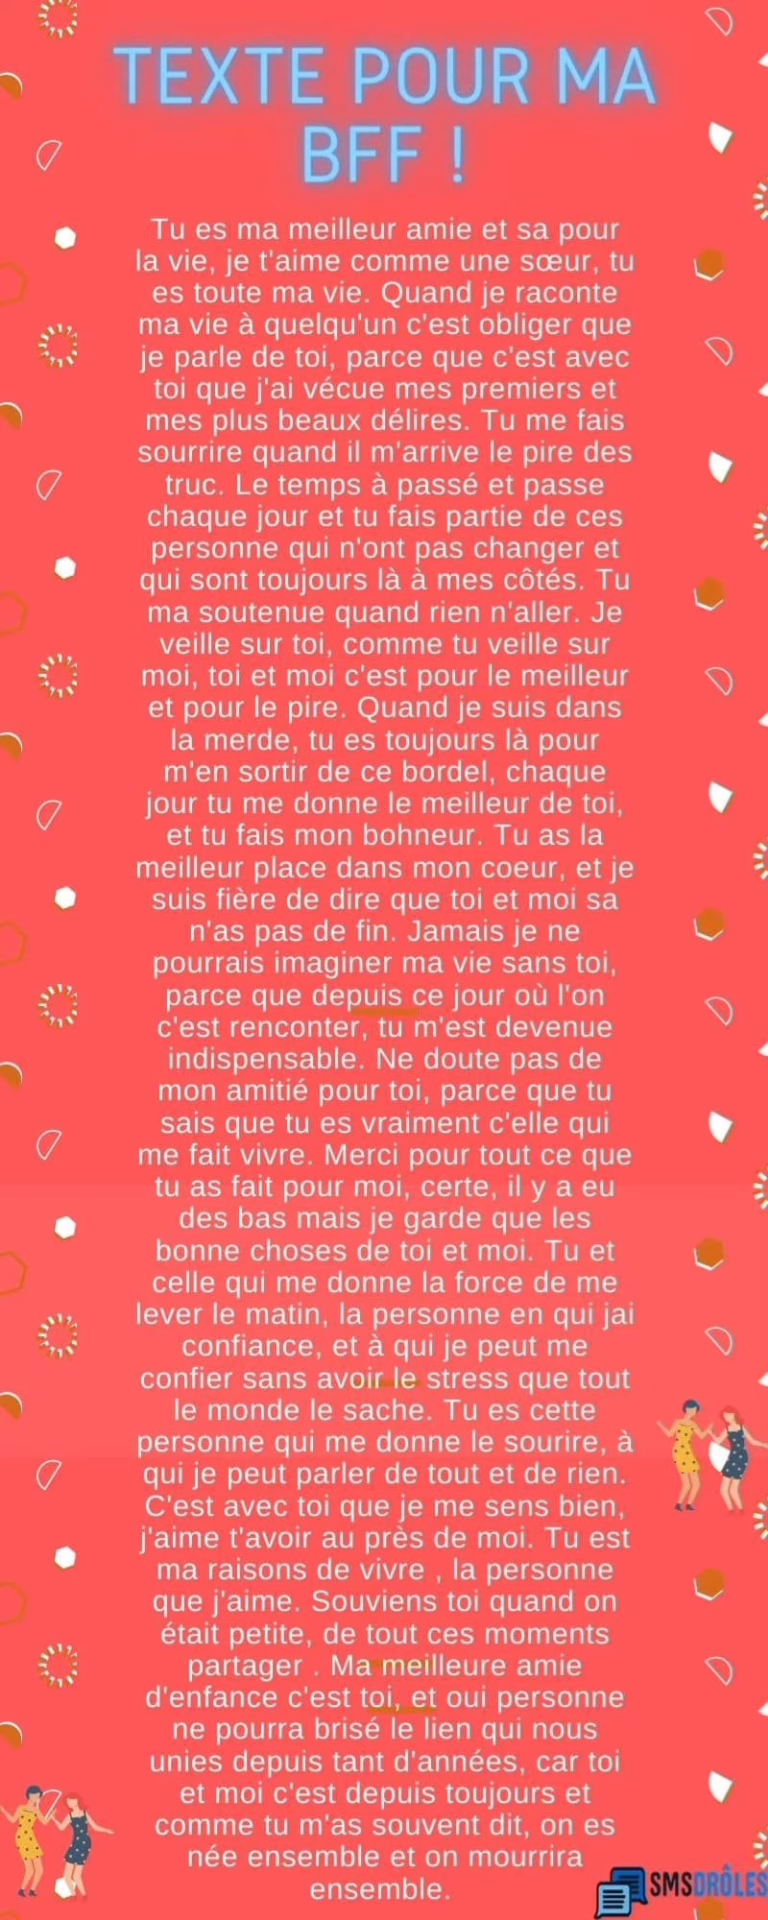 TEXTE POUR MA
BFF !
Tu es ma meilleur amie et sa pour
la vie, je t'aime comme une sœur, tu
es toute ma vie. Quand je raconte
ma vie à quelqu'un c'est obliger que
je parle de toi, parce que c'est avec
toi que j'ai vécue mes premiers et
mes plus beaux délires. Tu me fais
sourrire quand il m'arrive le pire des
truc. Le temps à passé et passe
chaque jour et tu fais partie de ces
personne qui n'ont pas changer et
qui sont toujours là à mes côtés. Tu
ma soutenue quand rien n'aller. Je
veille sur toi, comme tu veille sur
moi, toi et moi c'est pour le meilleur
et pour le pire. Quand je suis dans
la merde, tu es toujours là pour
m'en sortir de ce bordel, chaque
jour tu me donne le meilleur de toi,
et tu fais mon bohneur. Tu as la
meilleur place dans mon coeur, et je
suis fière de dire que toi et moi sa
n'as pas de fin. Jamais je ne
pourrais imaginer ma vie sans toi,
parce que depuis ce jour où l'on
c'est renconter, tu m'est devenue
indispensable. Ne doute pas de
mon amitié pour toi, parce que tu
sais que tu es vraiment c'elle qui
me fait vivre. Merci pour tout ce que
tu as fait pour moi, certe, il y a eu
des bas mais je garde que les
bonne choses de toi et moi. Tu et
celle qui me donne la force de me
lever le matin, la personne en qui jai
confiance, et à qui je peut me
confier sans avoir le stress que tout
le monde le sache. Tu es cette
personne qui me donne le sourire, à
qui je peut parler de tout et de rien.
C'est avec toi que je me sens bien,
j'aime t'avoir au près de moi. Tu est
ma raisons de vivre , la personne
que j'aime. Souviens toi quand on
était petite, de tout ces moments
partager . Ma meilleure amie
d'enfance c'est toi, et oui personne
ne pourra brisé le lien qui nous
unies depuis tant d'années, car toi
et moi c'est depuis toujours et
comme tu m'as souvent dit, on es
née ensemble et on mourrira
ensemble.
SMSDRÔLES